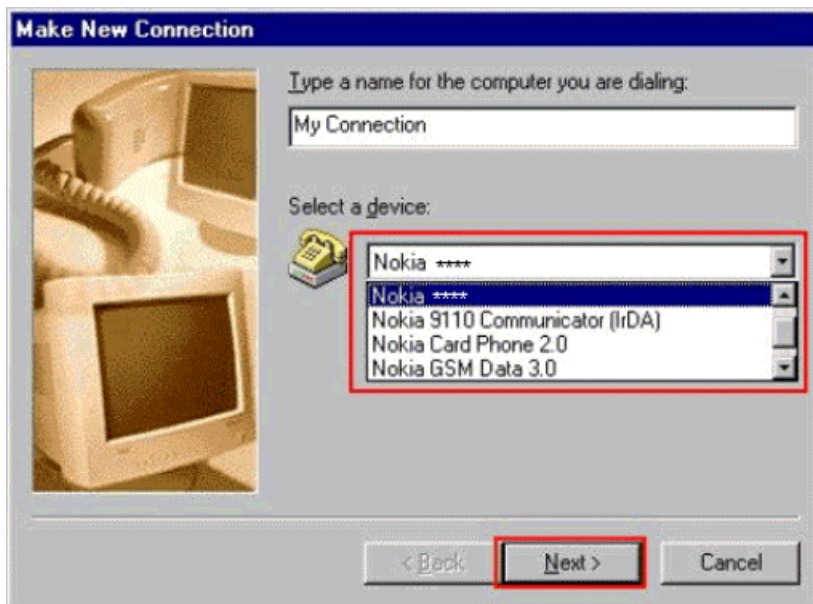 Make New Connection
Type a name for the computer you are dialing:
My Connection
Select a device:
Nokia ****
Nokia ****
Nokia 9110 Communicator (IrDA)
Nokia Card Phone 2.0
Nokia GSM Data 3.0
< Back
Next >
Cancel